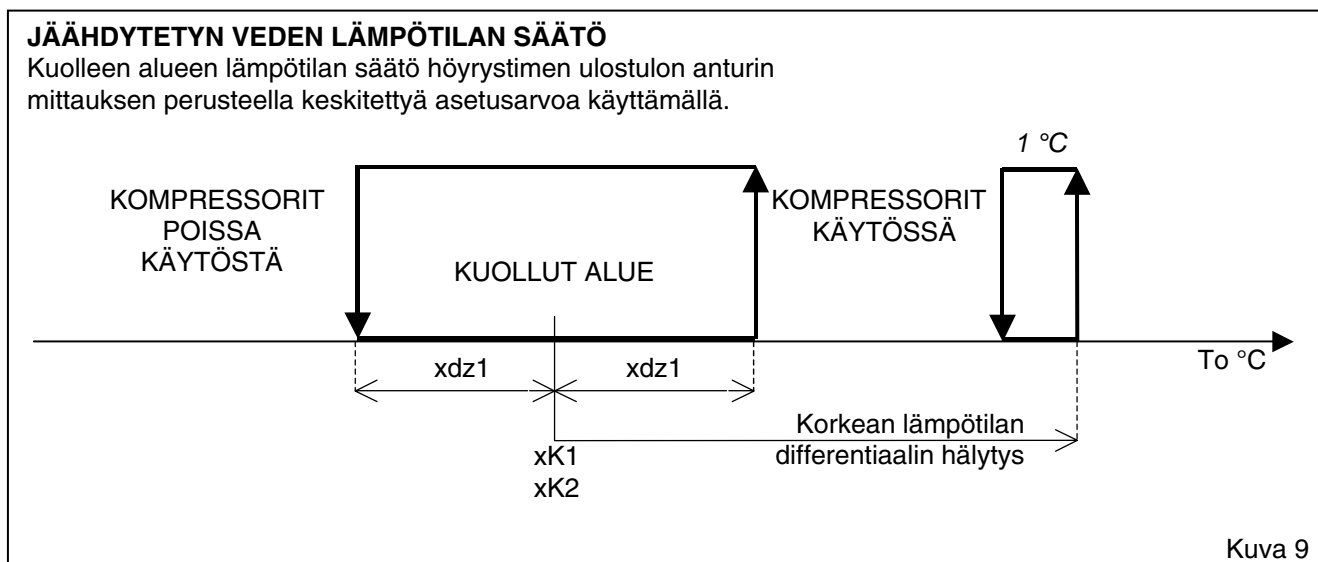 JÄÄHDYTETYN VEDEN LÄMPÖTILAN SÄÄTÖ
Kuolleen alueen lämpötilan säätö höyrystimen ulostulon anturin
mittauksen perusteella keskitettyä asetusarvoa käyttämällä.
1 °C
KOMPRESSORIT
POISSA
KÄYTÖSTÄ
KUOLLUT ALUE
KOMPRESSORIT
KÄYTÖSSÄ
xdz1
xdz1
To °C
xK1
xK2
Korkean lämpötilan
differentiaalin hälytys
Kuva 9